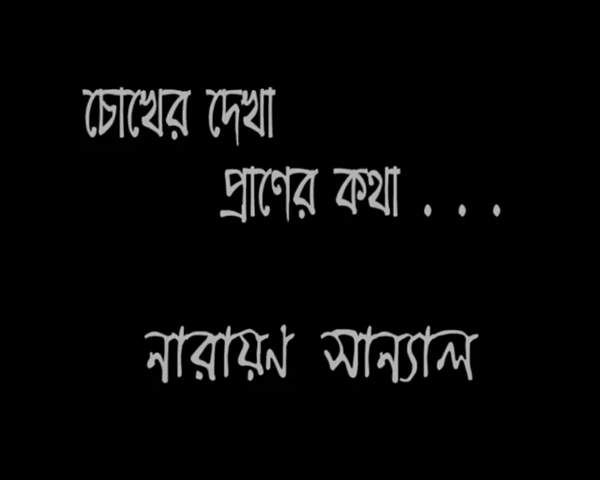 চোখের দেখা
প্রাণের কথা . . .
নারায়ণ সান্যাল